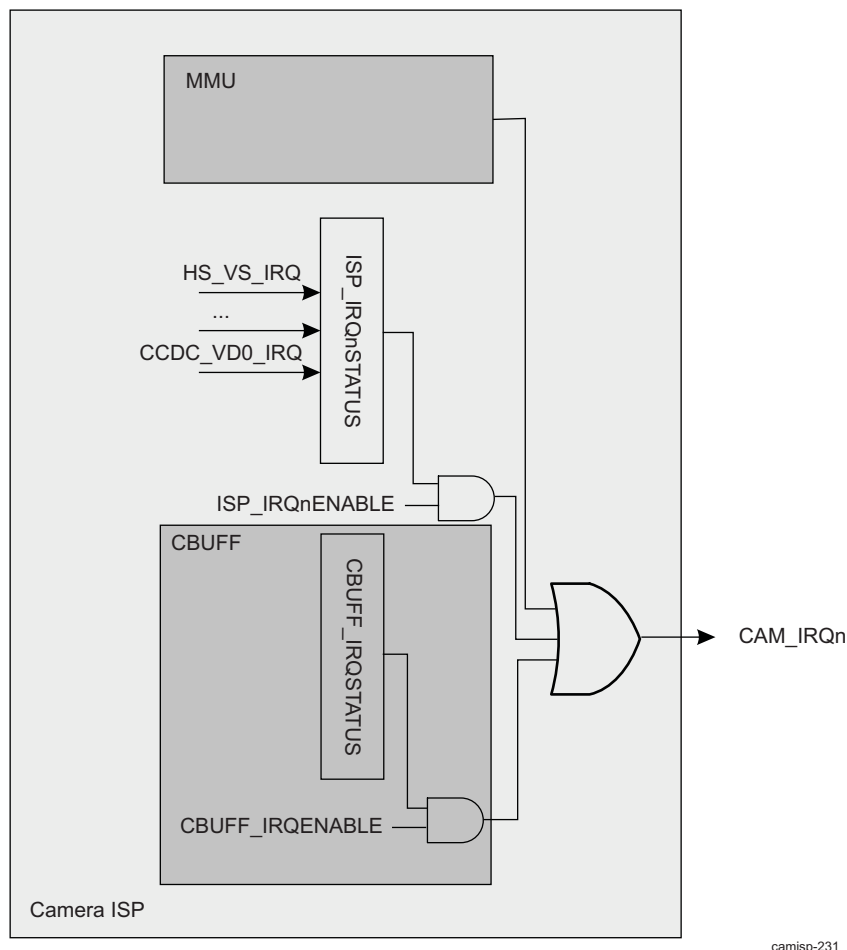 MMU
HS_VS_IRQ
...
CCDC_VD0_IRQ
ISP_IRQnSTATUS
ISP_IRQnENABLE
CBUFF
CBUFF_IRQSTATUS
CAM_IRQn
CBUFF_IRQENABLE
Camera ISP
camisp-231